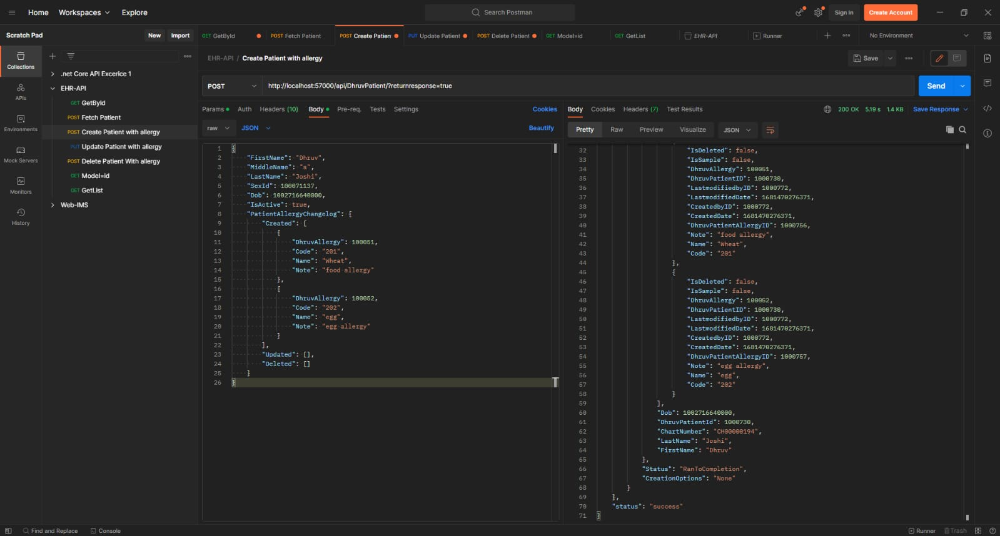 Home Workspaces Explore Search Postman Sign In Create Account
Scratch Pad New Import
GET GetById
POST Fetch Patient
POST Create Patien
PUT Update Patient
POST Delete Patient
GET Model=id
GET GetList
EHR-API
Runner
No Environment
Collections
APIs
Environments
Mock Servers
Monitors
History
.net Core API Excerice 1
EHR-API
GET GetById
POST Fetch Patient
POST Create Patient with allergy
PUT Update Patient with allergy
POST Delete Patient With allergy
GET Model=id
GET GetList
Web-IMS
EHR-API / Create Patient with allergy
Save
POST http://localhost:57000/api/DhruvPatient/?returnresponse=true Send
Params Auth Headers (10) Body Pre-req. Tests Settings Cookies
raw JSON Beautify
1 {
2 "FirstName": "Dhruv",
3 "MiddleName": "a",
4 "LastName": "Joshi",
5 "SexId": 100071137,
6 "Dob": 1002716640000,
7 "IsActive": true,
8 "PatientAllergyChangelog": {
9 "Created": [
10 {
11 "DhruvAllergy": 100051,
12 "Code": "201",
13 "Name": "Wheat",
14 "Note": "food allergy"
15 },
16 {
17 "DhruvAllergy": 100052,
18 "Code": "202",
19 "Name": "egg",
20 "Note": "egg allergy"
21 }
22 ],
23 "Updated": [],
24 "Deleted": []
25 }
26 }
Body Cookies Headers (7) Test Results 200 OK 5.19 s 1.4 KB Save Response
Pretty Raw Preview Visualize JSON
32 "IsDeleted": false,
33 "IsSample": false,
34 "DhruvAllergy": 100051,
35 "DhruvPatientID": 1000730,
36 "LastmodifiedbyID": 1000772,
37 "LastmodifiedDate": 1681470276371,
38 "CreatedbyID": 1000772,
39 "CreatedDate": 1681470276371,
40 "DhruvPatientAllergyID": 1000756,
41 "Note": "food allergy",
42 "Name": "Wheat",
43 "Code": "201"
44 },
45 {
46 "IsDeleted": false,
47 "IsSample": false,
48 "DhruvAllergy": 100052,
49 "DhruvPatientID": 1000730,
50 "LastmodifiedbyID": 1000772,
51 "LastmodifiedDate": 1681470276371,
52 "CreatedbyID": 1000772,
53 "CreatedDate": 1681470276371,
54 "DhruvPatientAllergyID": 1000757,
55 "Note": "egg allergy",
56 "Name": "egg",
57 "Code": "202"
58 }
59 ],
60 "Dob": 1002716640000,
61 "DhruvPatientId": 1000730,
62 "ChartNumber": "CH00000194",
63 "LastName": "Joshi",
64 "FirstName": "Dhruv"
65 },
66 "Status": "RanToCompletion",
67 "CreationOptions": "None"
68 }
69 },
70 "status": "success"
71 }
Find and Replace Console Runner Trash